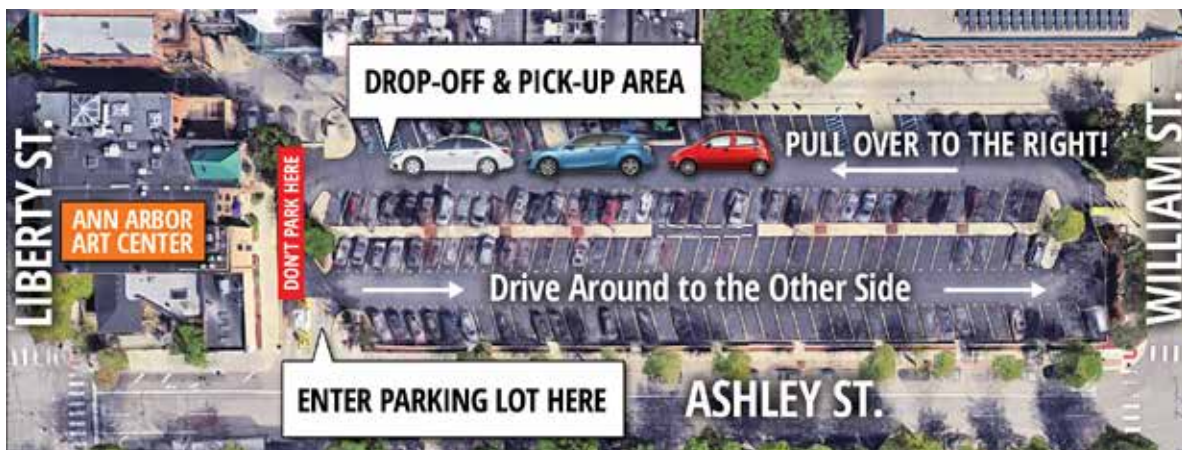 DROP-OFF & PICK-UP AREA
PULL OVER TO THE RIGHT!
LIBERTY ST.
ANN ARBOR
ART CENTER
DON'T PARK HERE
Drive Around to the Other Side
WILLIAM ST.
ENTER PARKING LOT HERE
ASHLEY ST.